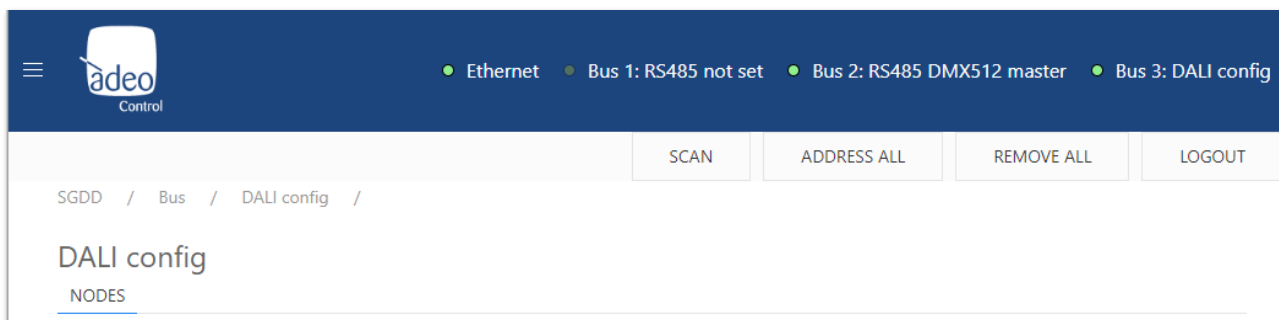 adeo
Control
Ethernet Bus 1: RS485 not set Bus 2: RS485 DMX512 master Bus 3: DALI config
SCAN ADDRESS ALL REMOVE ALL LOGOUT
SGDD / Bus / DALI config /
DALI config
NODES